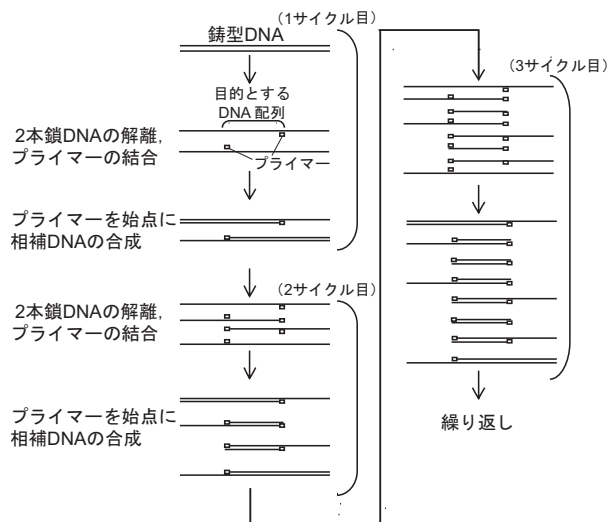 （1サイクル目）
鋳型DNA
目的とする
DNA 配列
2本鎖DNAの解離,
プライマーの結合
プライマー
プライマーを始点に
相補DNAの合成
（2サイクル目）
2本鎖DNAの解離,
プライマーの結合
プライマーを始点に
相補DNAの合成
（3サイクル目）
繰り返し